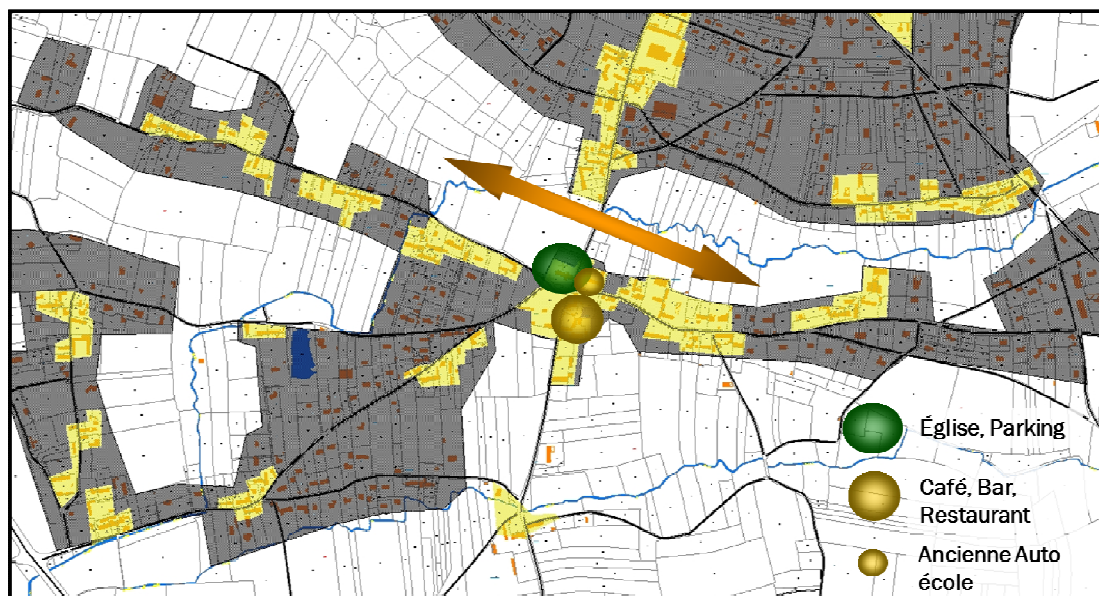 Église, Parking
Café, Bar,
Restaurant
Ancienne Auto
école